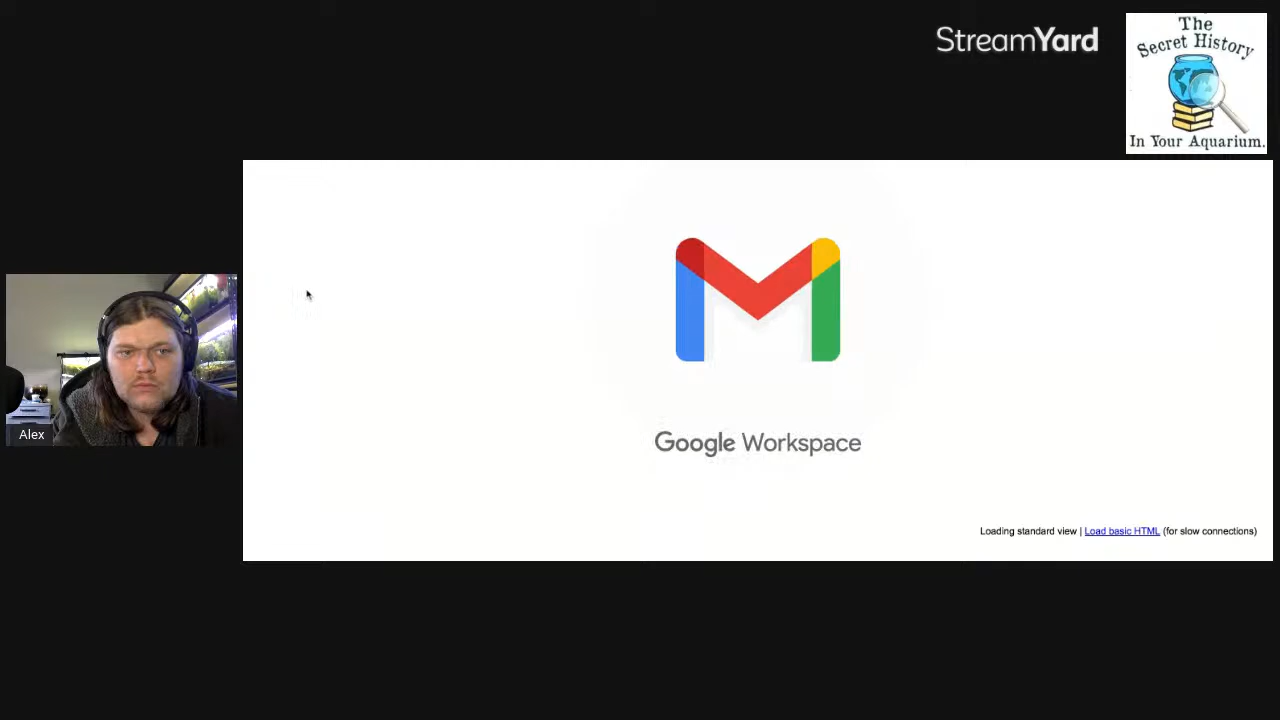 StreamYard
The
Secret History
In Your Aquarium.
Alex
Google Workspace
Loading standard view | Load basic HTML (for slow connections)